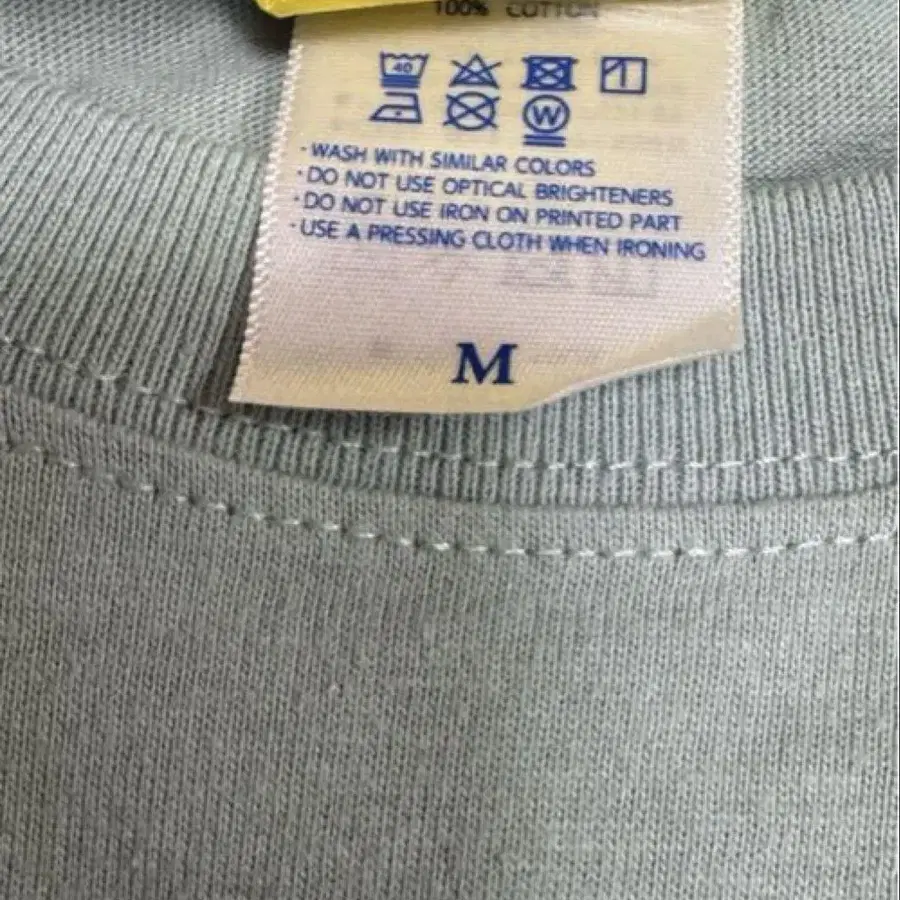 100% COTTON
40
W
· WASH WITH SIMILAR COLORS
· DO NOT USE OPTICAL BRIGHTENERS
· DO NOT USE IRON ON PRINTED PART
· USE A PRESSING CLOTH WHEN IRONING
M